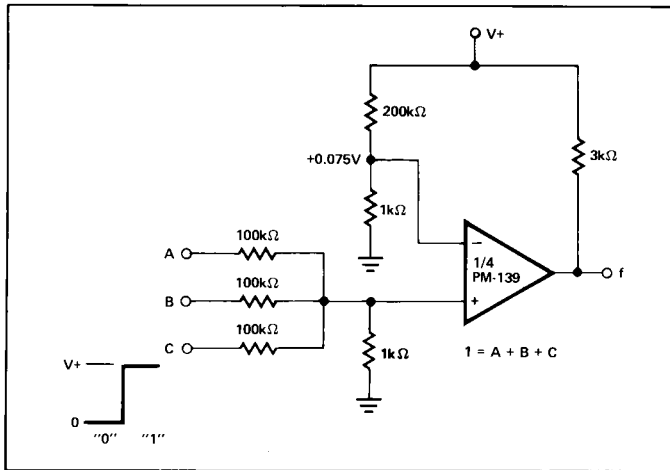 V+
200kΩ
+0.075V
3kΩ
1kΩ
100kΩ
A
−
1/4
PM-139
f
100kΩ
B
+
100kΩ
C
1kΩ
1 = A + B + C
V+
0
"0" "1"